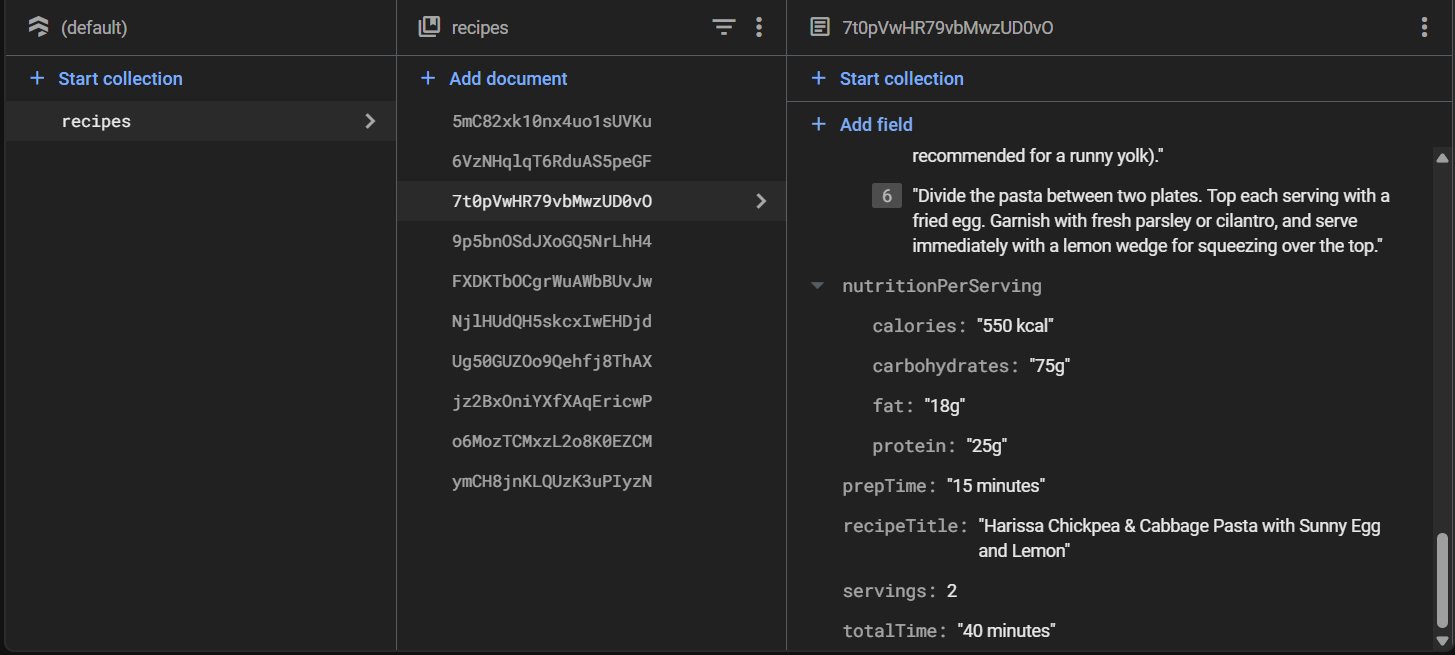 (default)
Start collection
recipes
recipes
Add document
5mC82xk10nx4uo1sUVKu
6VzNHqlqT6RduAS5peGF
7t0pVwHR79vbMwzUD0vO
9p5bnOSdJXoGQ5NrLhH4
FXDKTbOCgrWuAWbBUvJw
NjlHUdQH5skcxIwEHDjd
Ug50GUZOo9Qehfj8ThAX
jz2BxOniYXfXAqEricwP
o6MozTCMxzL2o8K0EZCM
ymCH8jnKLQUzK3uPIyzN
7t0pVwHR79vbMwzUD0vO
Start collection
Add field
recommended for a runny yolk)."
6 "Divide the pasta between two plates. Top each serving with a
fried egg. Garnish with fresh parsley or cilantro, and serve
immediately with a lemon wedge for squeezing over the top."
nutritionPerServing
calories: "550 kcal"
carbohydrates: "75g"
fat: "18g"
protein: "25g"
prepTime: "15 minutes"
recipeTitle: "Harissa Chickpea & Cabbage Pasta with Sunny Egg
and Lemon"
servings: 2
totalTime: "40 minutes"